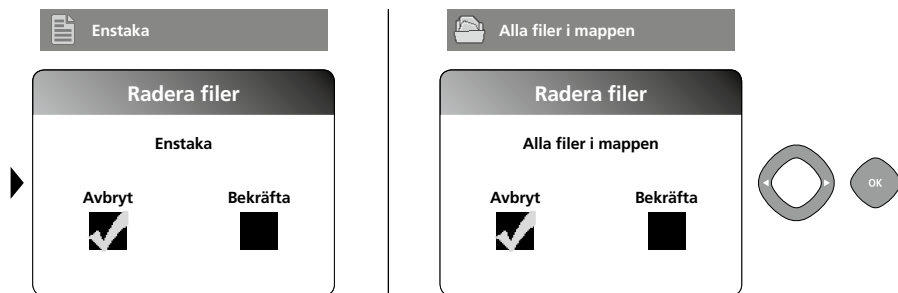 Enstaka
Radera filer
Enstaka
Avbryt Bekräfta
Alla filer i mappen
Radera filer
Alla filer i mappen
Avbryt Bekräfta
OK